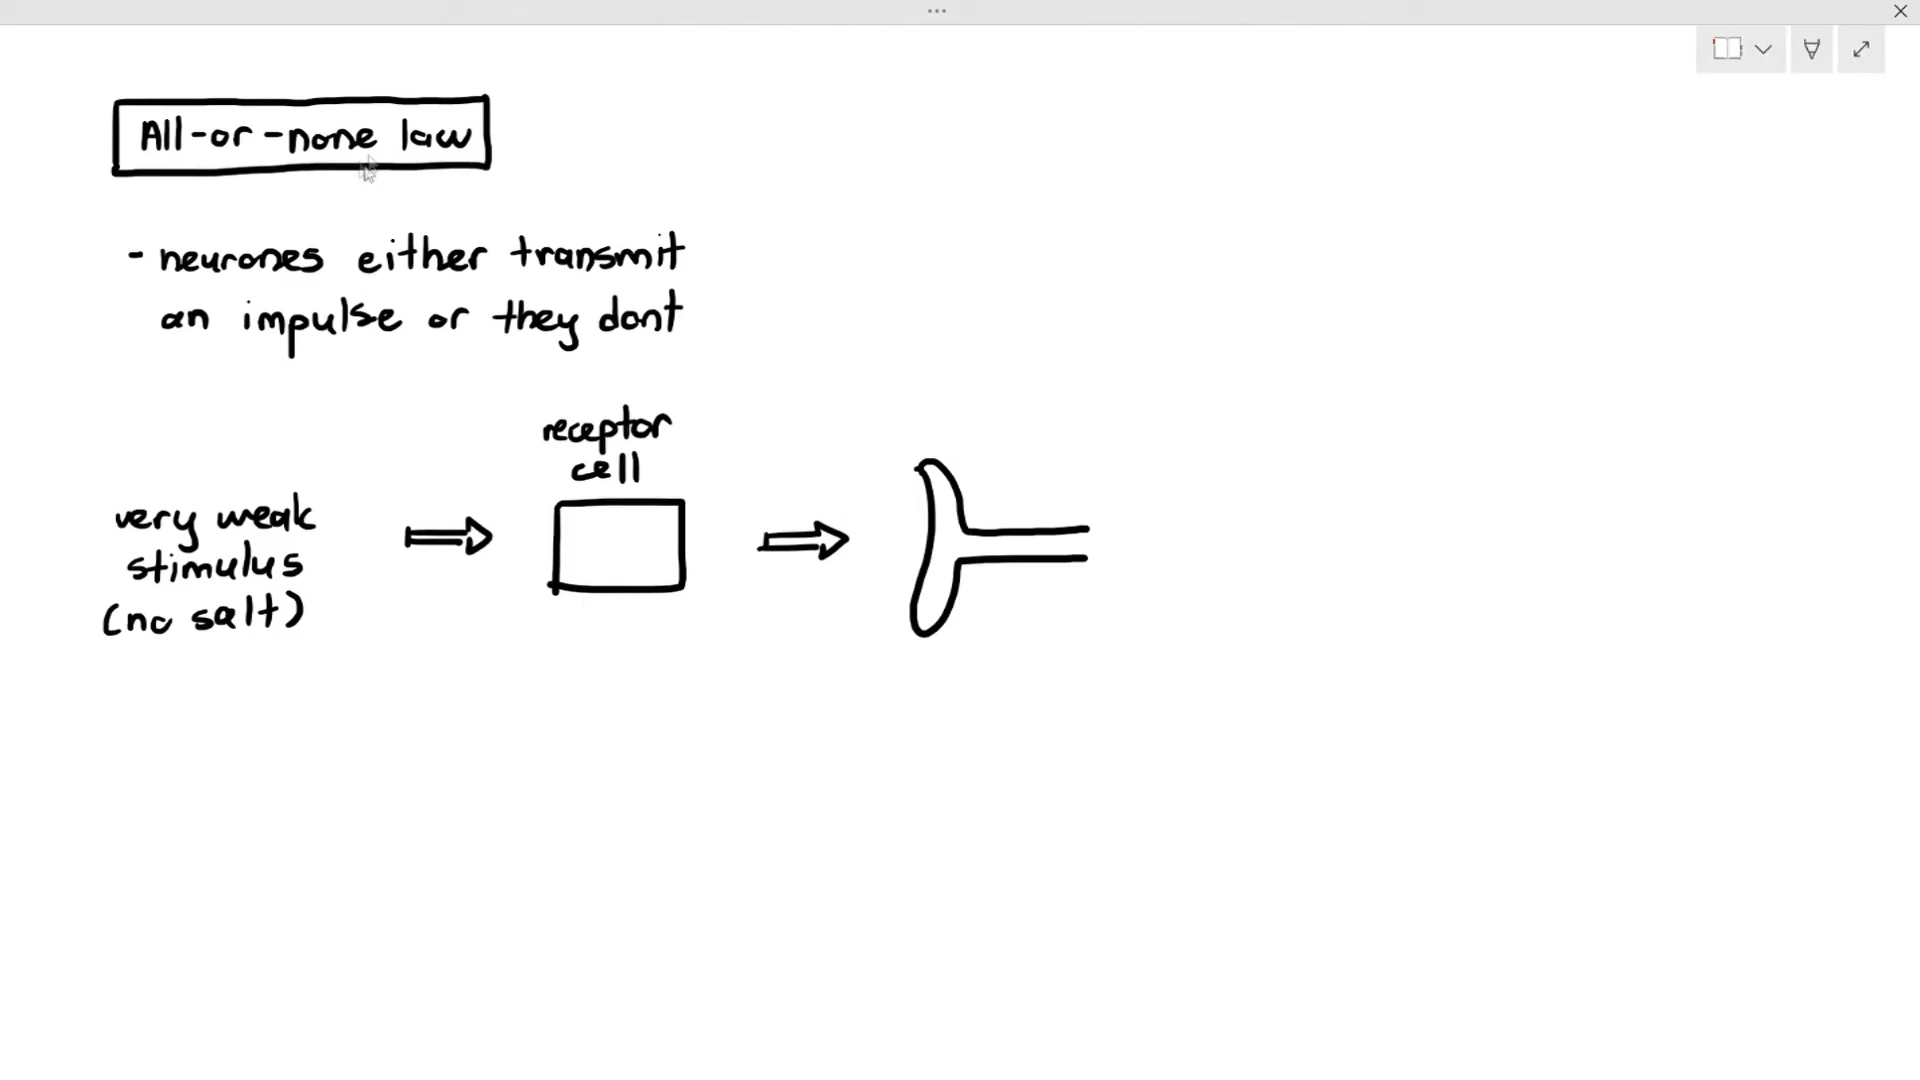 All-or-none law
- neurones either transmit
an impulse or they dont
receptor
cell
very weak
stimulus
(no salt)